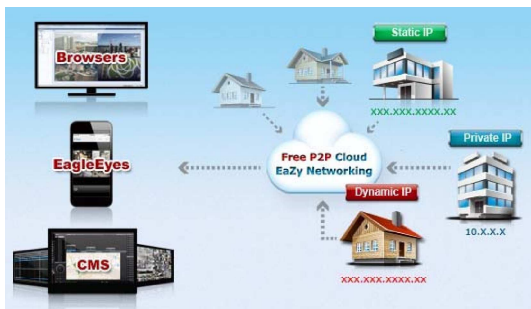 Browsers
Static IP
xxx.xxx.xxxx.xx
EagleEyes
Free P2P Cloud
EaZy Networking
Private IP
10.x.x.x
Dynamic IP
xxx.xxx.xxxx.xx
CMS